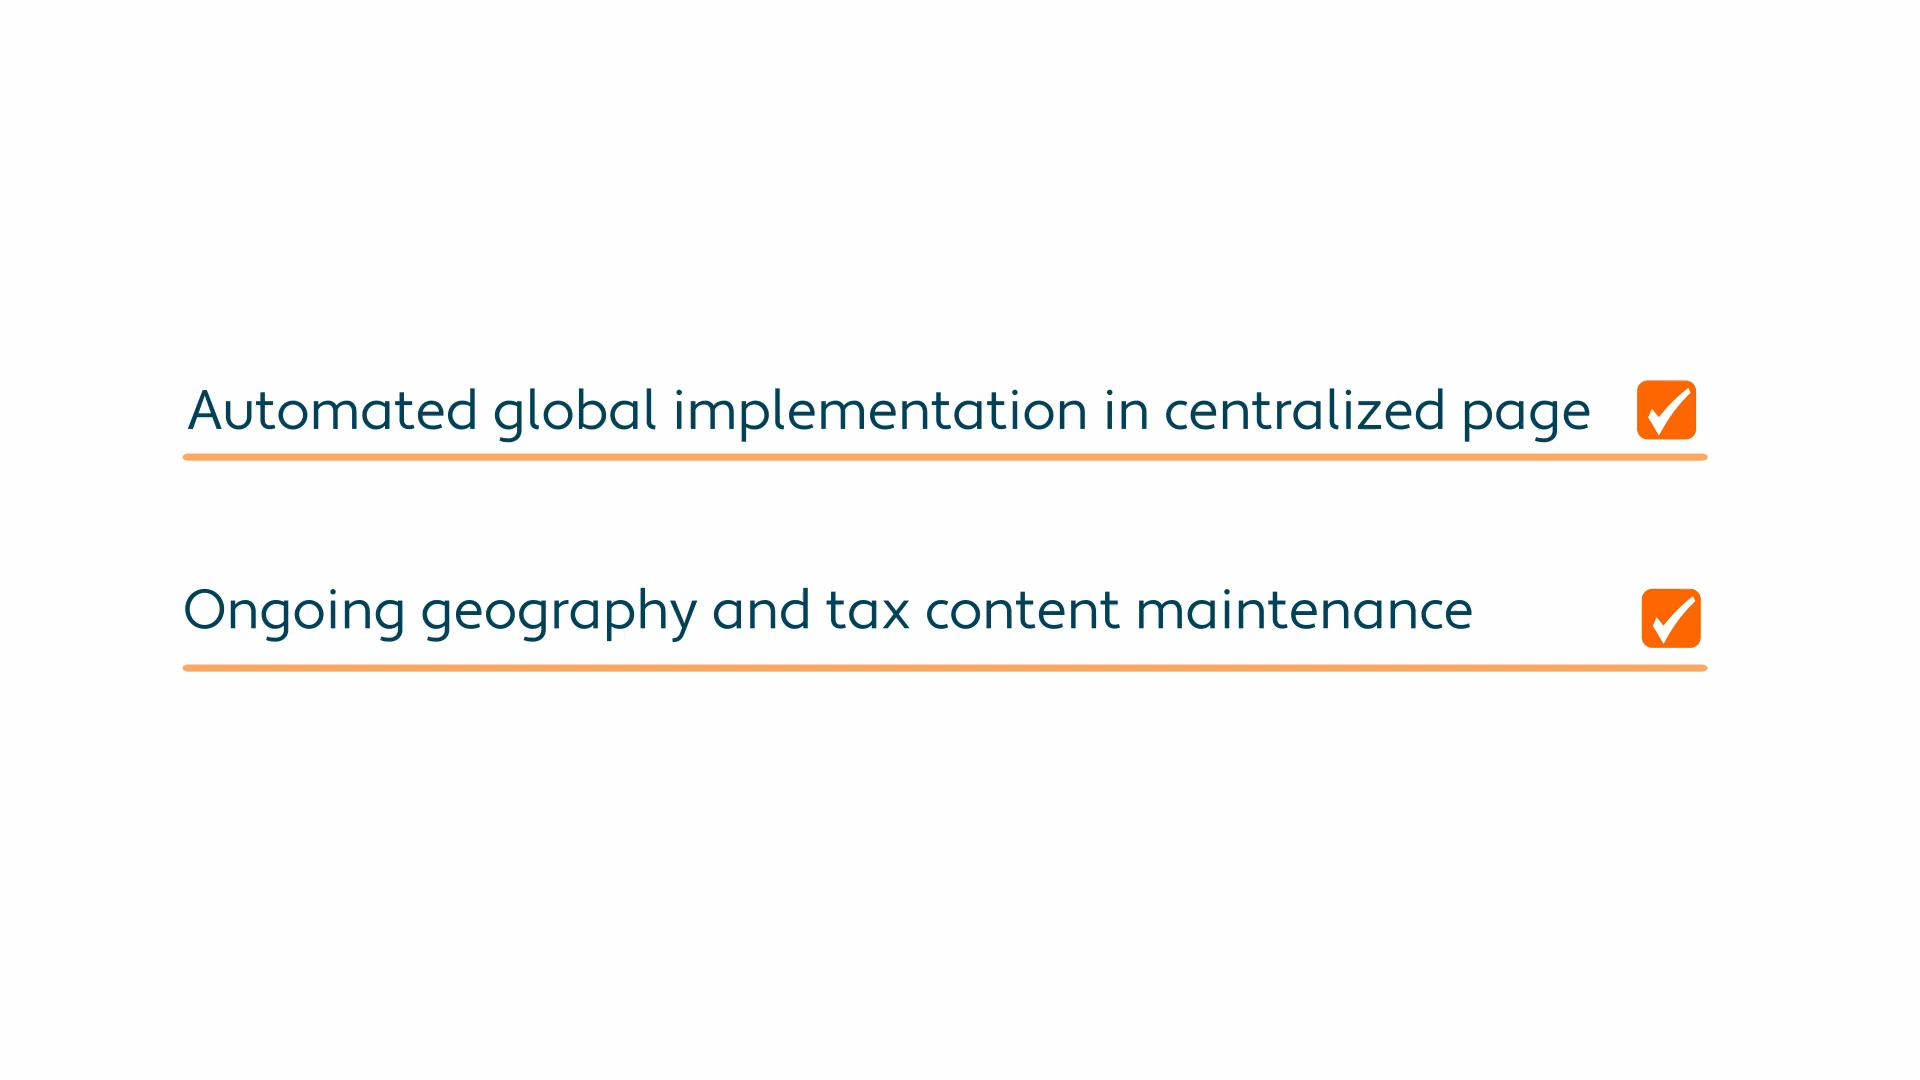 Automated global implementation in centralized page
Ongoing geography and tax content maintenance